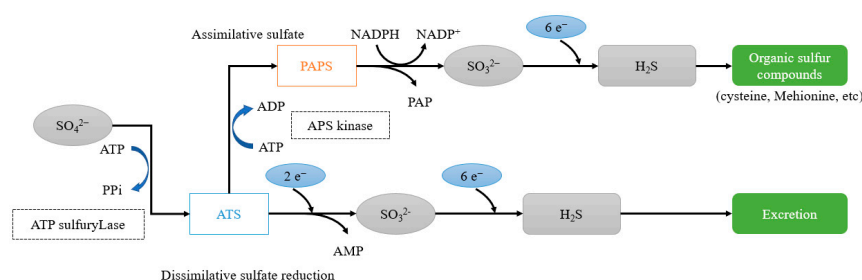 Assimilative sulfate
NADPH
NADP⁺
6 e⁻
PAPS
SO₃²⁻
H₂S
Organic sulfur
compounds
(cysteine, Mehionine, etc)
PAP
ADP
SO₄²⁻
APS kinase
ATP
ATP
2 e⁻
6 e⁻
PPi
ATS
SO₃²⁻
H₂S
Excretion
ATP sulfuryLase
AMP
Dissimilative sulfate reduction